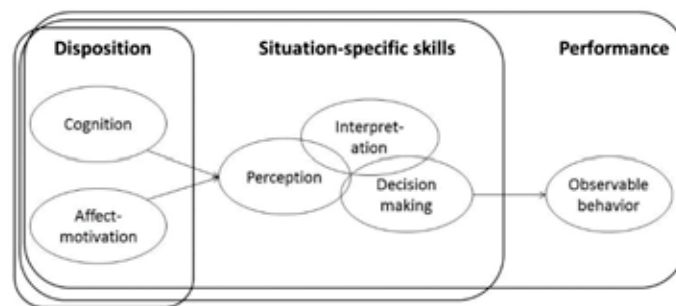 Disposition
Situation-specific skills
Performance
Cognition
Affect-
motivation
Perception
Interpret-
ation
Decision
making
Observable
behavior